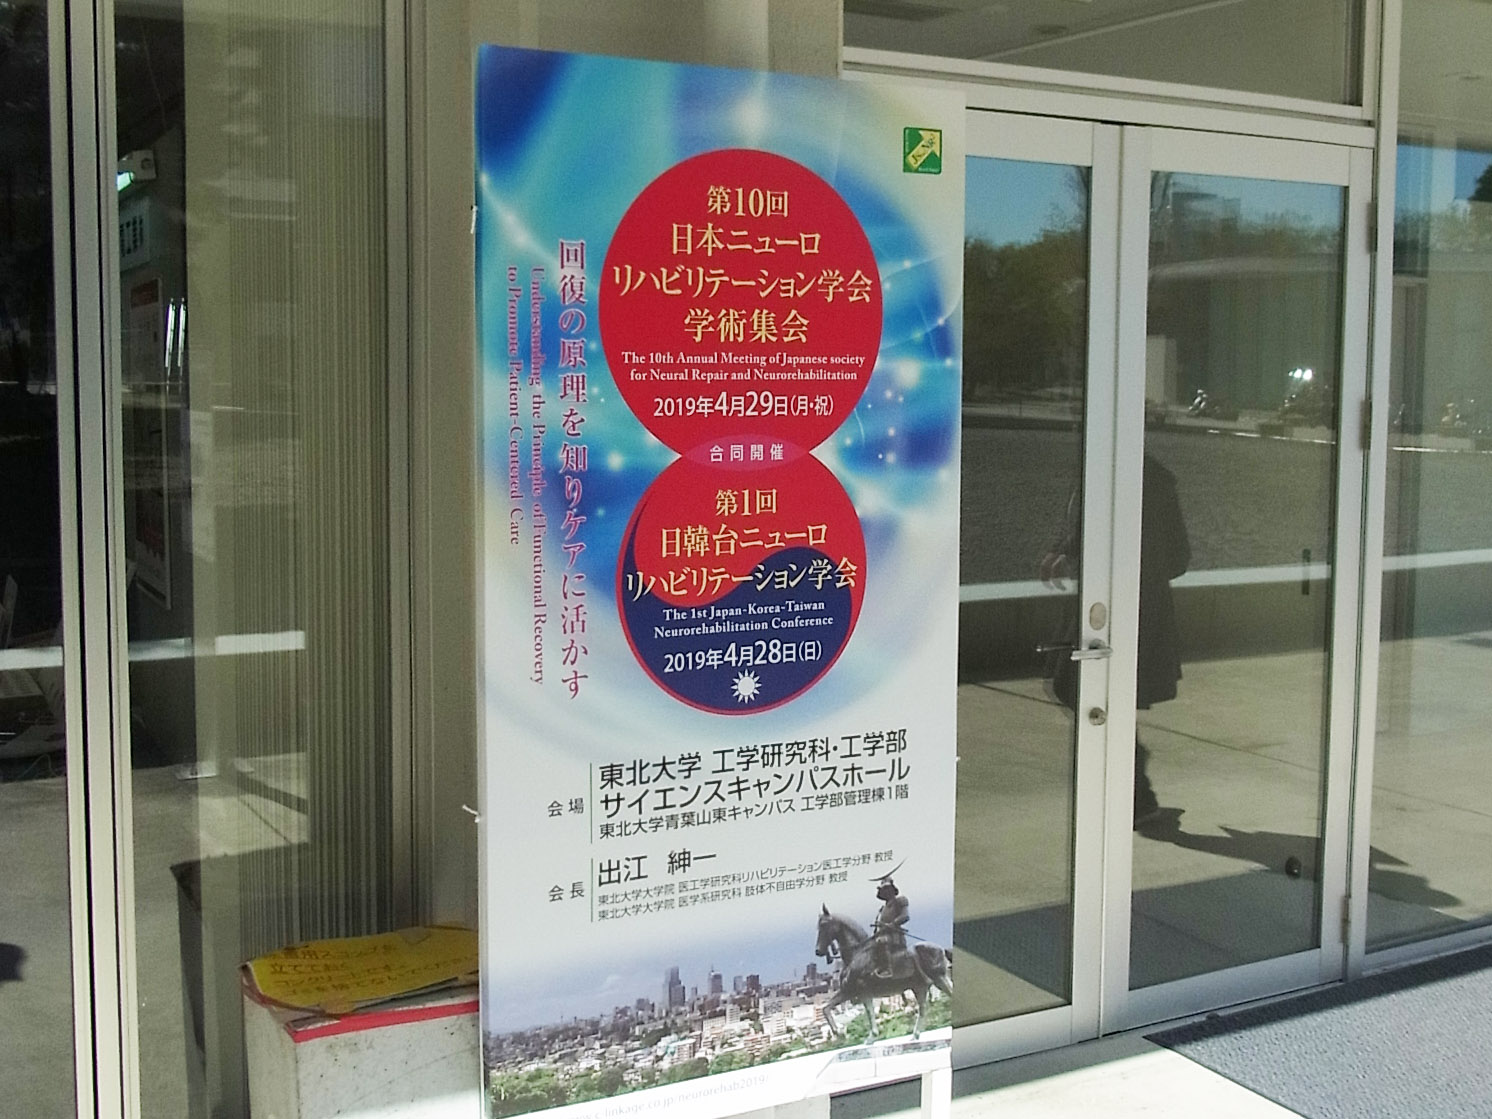 第10回
日本ニューロ
リハビリテーション学会
学術集会
The 10th Annual Meeting of Japanese society
for Neural Repair and Neurorehabilitation
2019年4月29日(月・祝)
合同開催
第1回
日韓台ニューロ
リハビリテーション学会
The 1st Japan-Korea-Taiwan
Neurorehabilitation Conference
2019年4月28日(日)
回復の原理を知りケアに活かす
Understanding the Principle of Functional Recovery
to Promote Patient-Centered Care
会場
東北大学 工学研究科・工学部
サイエンスキャンパスホール
東北大学青葉山東キャンパス 工学部管理棟1階
会長
出江 紳一
東北大学大学院 医工学研究科リハビリテーション医工学分野 教授
東北大学大学院 医学系研究科 肢体不自由学分野 教授
linkage.co.jp/neurorehab2019/
立てておく